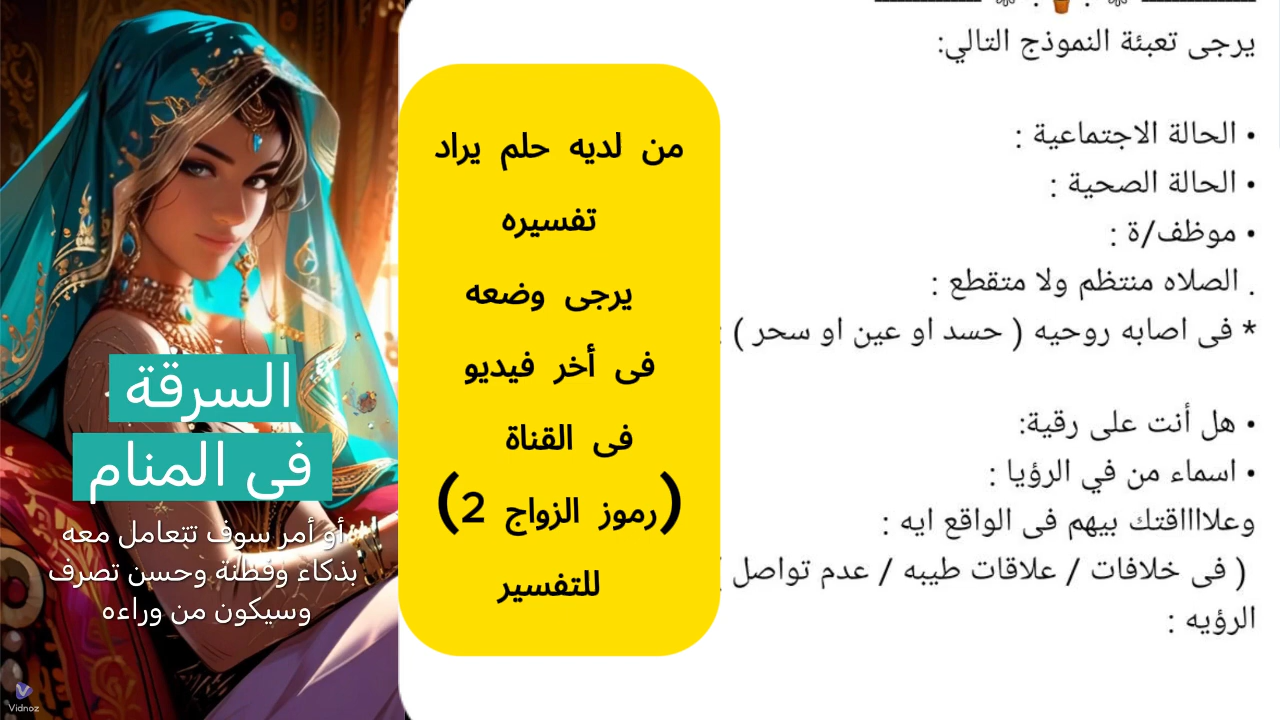 يرجى تعبئة النموذج التالي:
• الحالة الاجتماعية :
• الحالة الصحية :
• موظف/ة :
. الصلاه منتظم ولا متقطع :
* فى اصابه روحيه ( حسد او عين او سحر ) :
• هل أنت على رقية:
• اسماء من في الرؤيا :
وعلااااقتك بيهم فى الواقع ايه :
( فى خلافات / علاقات طيبه / عدم تواصل )
الرؤيه :
من لديه حلم يراد
تفسيره
يرجى وضعه
فى أخر فيديو
فى القناة
(رموز الزواج 2)
للتفسير
السرقة
فى المنام
أو أمر سوف تتعامل معه
بذكاء وفطنة وحسن تصرف
وسيكون من وراءه
Vidnoz